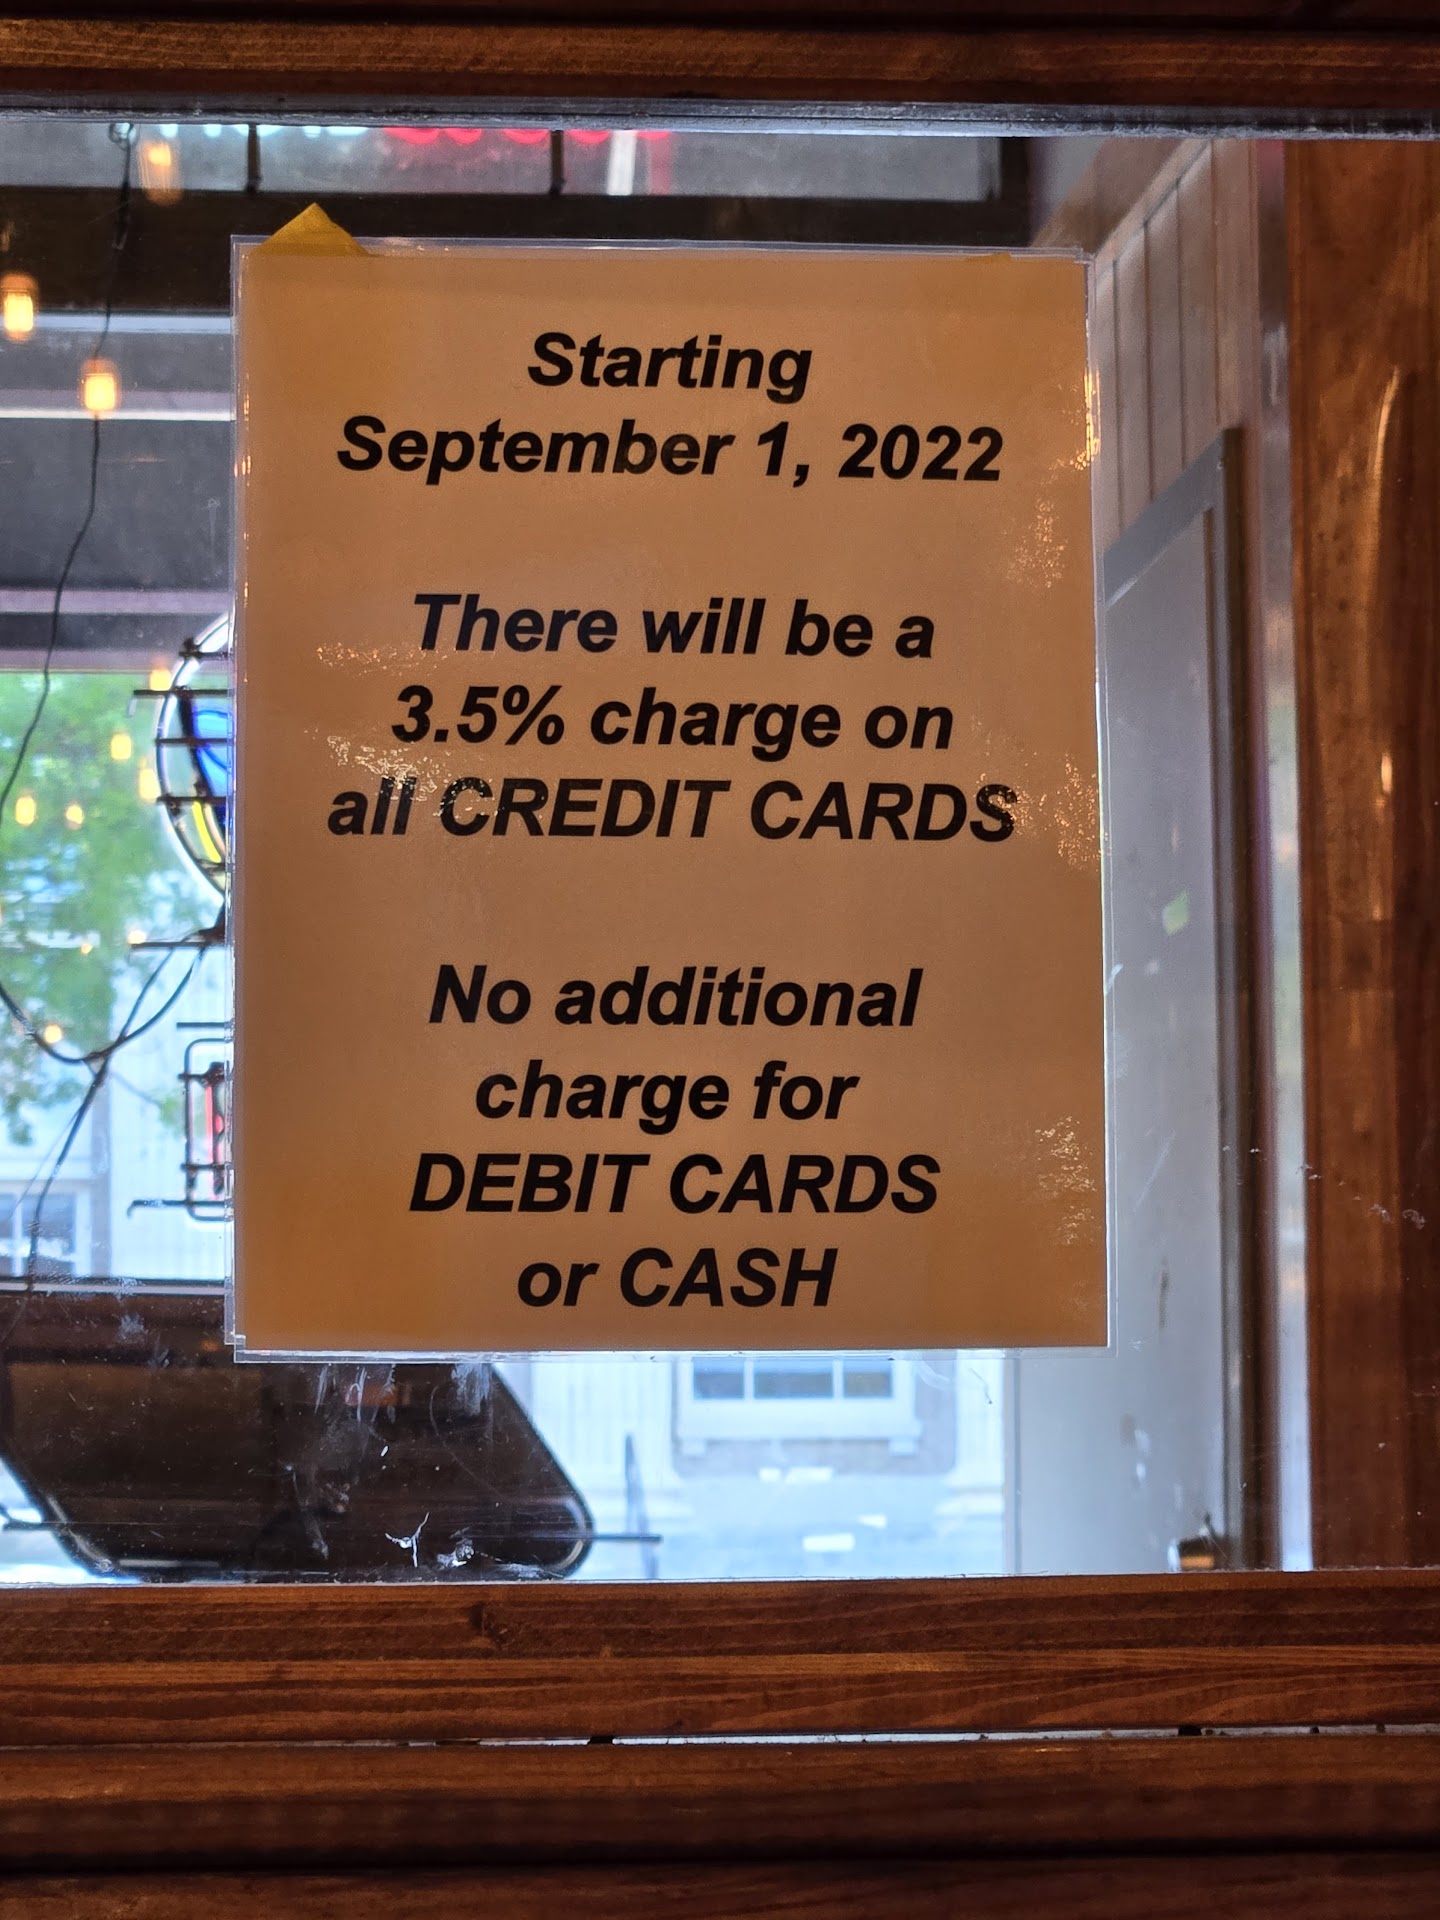 Starting
September 1, 2022
There will be a
3.5% charge on
all CREDIT CARDS
No additional
charge for
DEBIT CARDS
or CASH